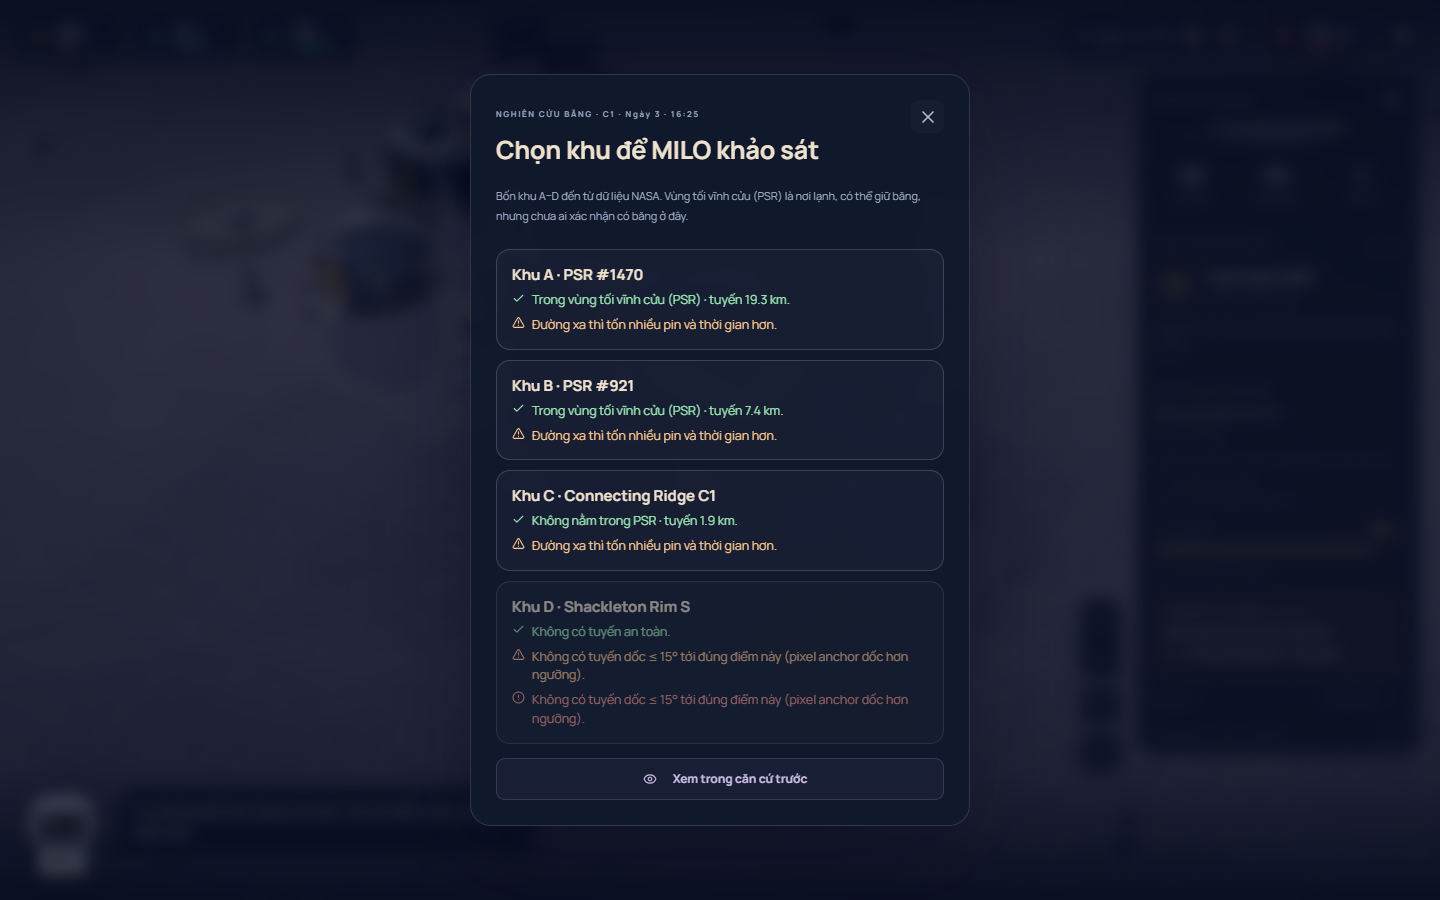 NGHIÊN CỨU BĂNG · C1 · Ngày 3 · 16:25
Chọn khu để MILO khảo sát
Bốn khu A–D đến từ dữ liệu NASA. Vùng tối vĩnh cửu (PSR) là nơi lạnh, có thể giữ băng,
nhưng chưa ai xác nhận có băng ở đây.
Khu A · PSR #1470
Trong vùng tối vĩnh cửu (PSR) · tuyến 19.3 km.
Đường xa thì tốn nhiều pin và thời gian hơn.
Khu B · PSR #921
Trong vùng tối vĩnh cửu (PSR) · tuyến 7.4 km.
Đường xa thì tốn nhiều pin và thời gian hơn.
Khu C · Connecting Ridge C1
Không nằm trong PSR · tuyến 1.9 km.
Đường xa thì tốn nhiều pin và thời gian hơn.
Khu D · Shackleton Rim S
Không có tuyến an toàn.
Không có tuyến dốc ≤ 15° tới đúng điểm này (pixel anchor dốc hơn
ngưỡng).
Không có tuyến dốc ≤ 15° tới đúng điểm này (pixel anchor dốc hơn
ngưỡng).
Xem trong căn cứ trước